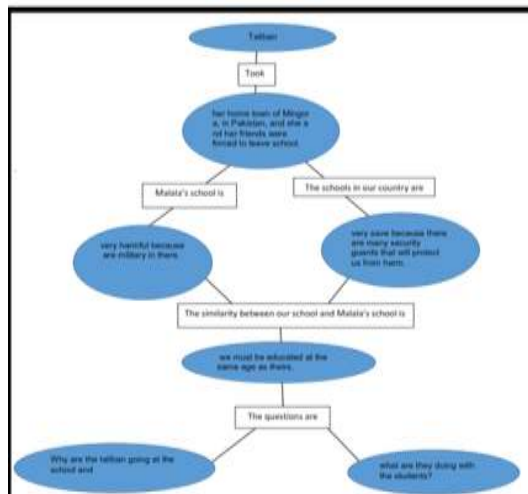 Taliban
Took
her home town of Mingor
a, in Pakistan, and she a
nd her friends were
forced to leave school.
Malala's school is
The schools in our country are
very harmful because
are military in there.
very save because there
are many security
guards that will protect
us from harm.
The similarity between our school and Malala's school is
we must be educated at the
same age as theirs.
The questions are
Why are the taliban going at the
school and
what are they doing with
the students?